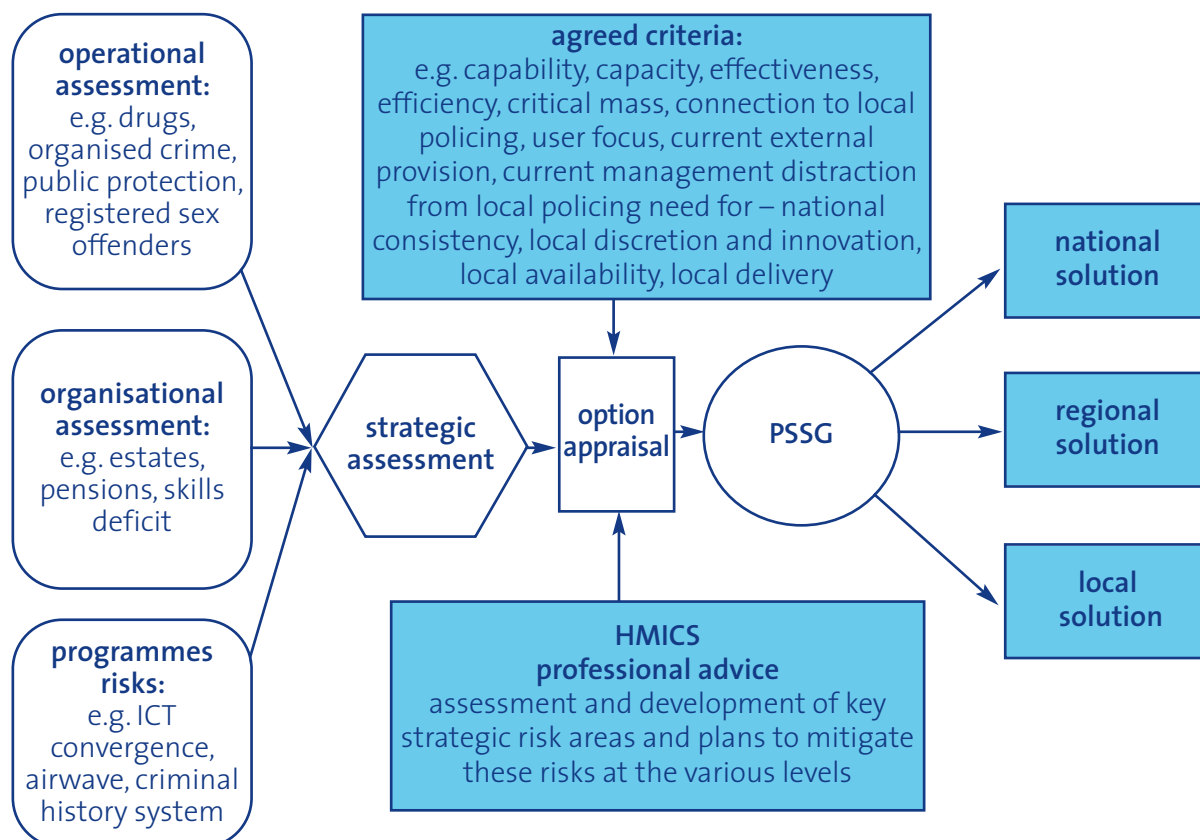 operational
assessment:
e.g. drugs,
organised crime,
public protection,
registered sex
offenders
organisational
assessment:
e.g. estates,
pensions, skills
deficit
programmes
risks:
e.g. ICT
convergence,
airwave, criminal
history system
strategic
assessment
agreed criteria:
e.g. capability, capacity, effectiveness,
efficiency, critical mass, connection to local
policing, user focus, current external
provision, current management distraction
from local policing need for – national
consistency, local discretion and innovation,
local availability, local delivery
option
appraisal
HMICS
professional advice
assessment and development of key
strategic risk areas and plans to mitigate
these risks at the various levels
PSSG
national
solution
regional
solution
local
solution